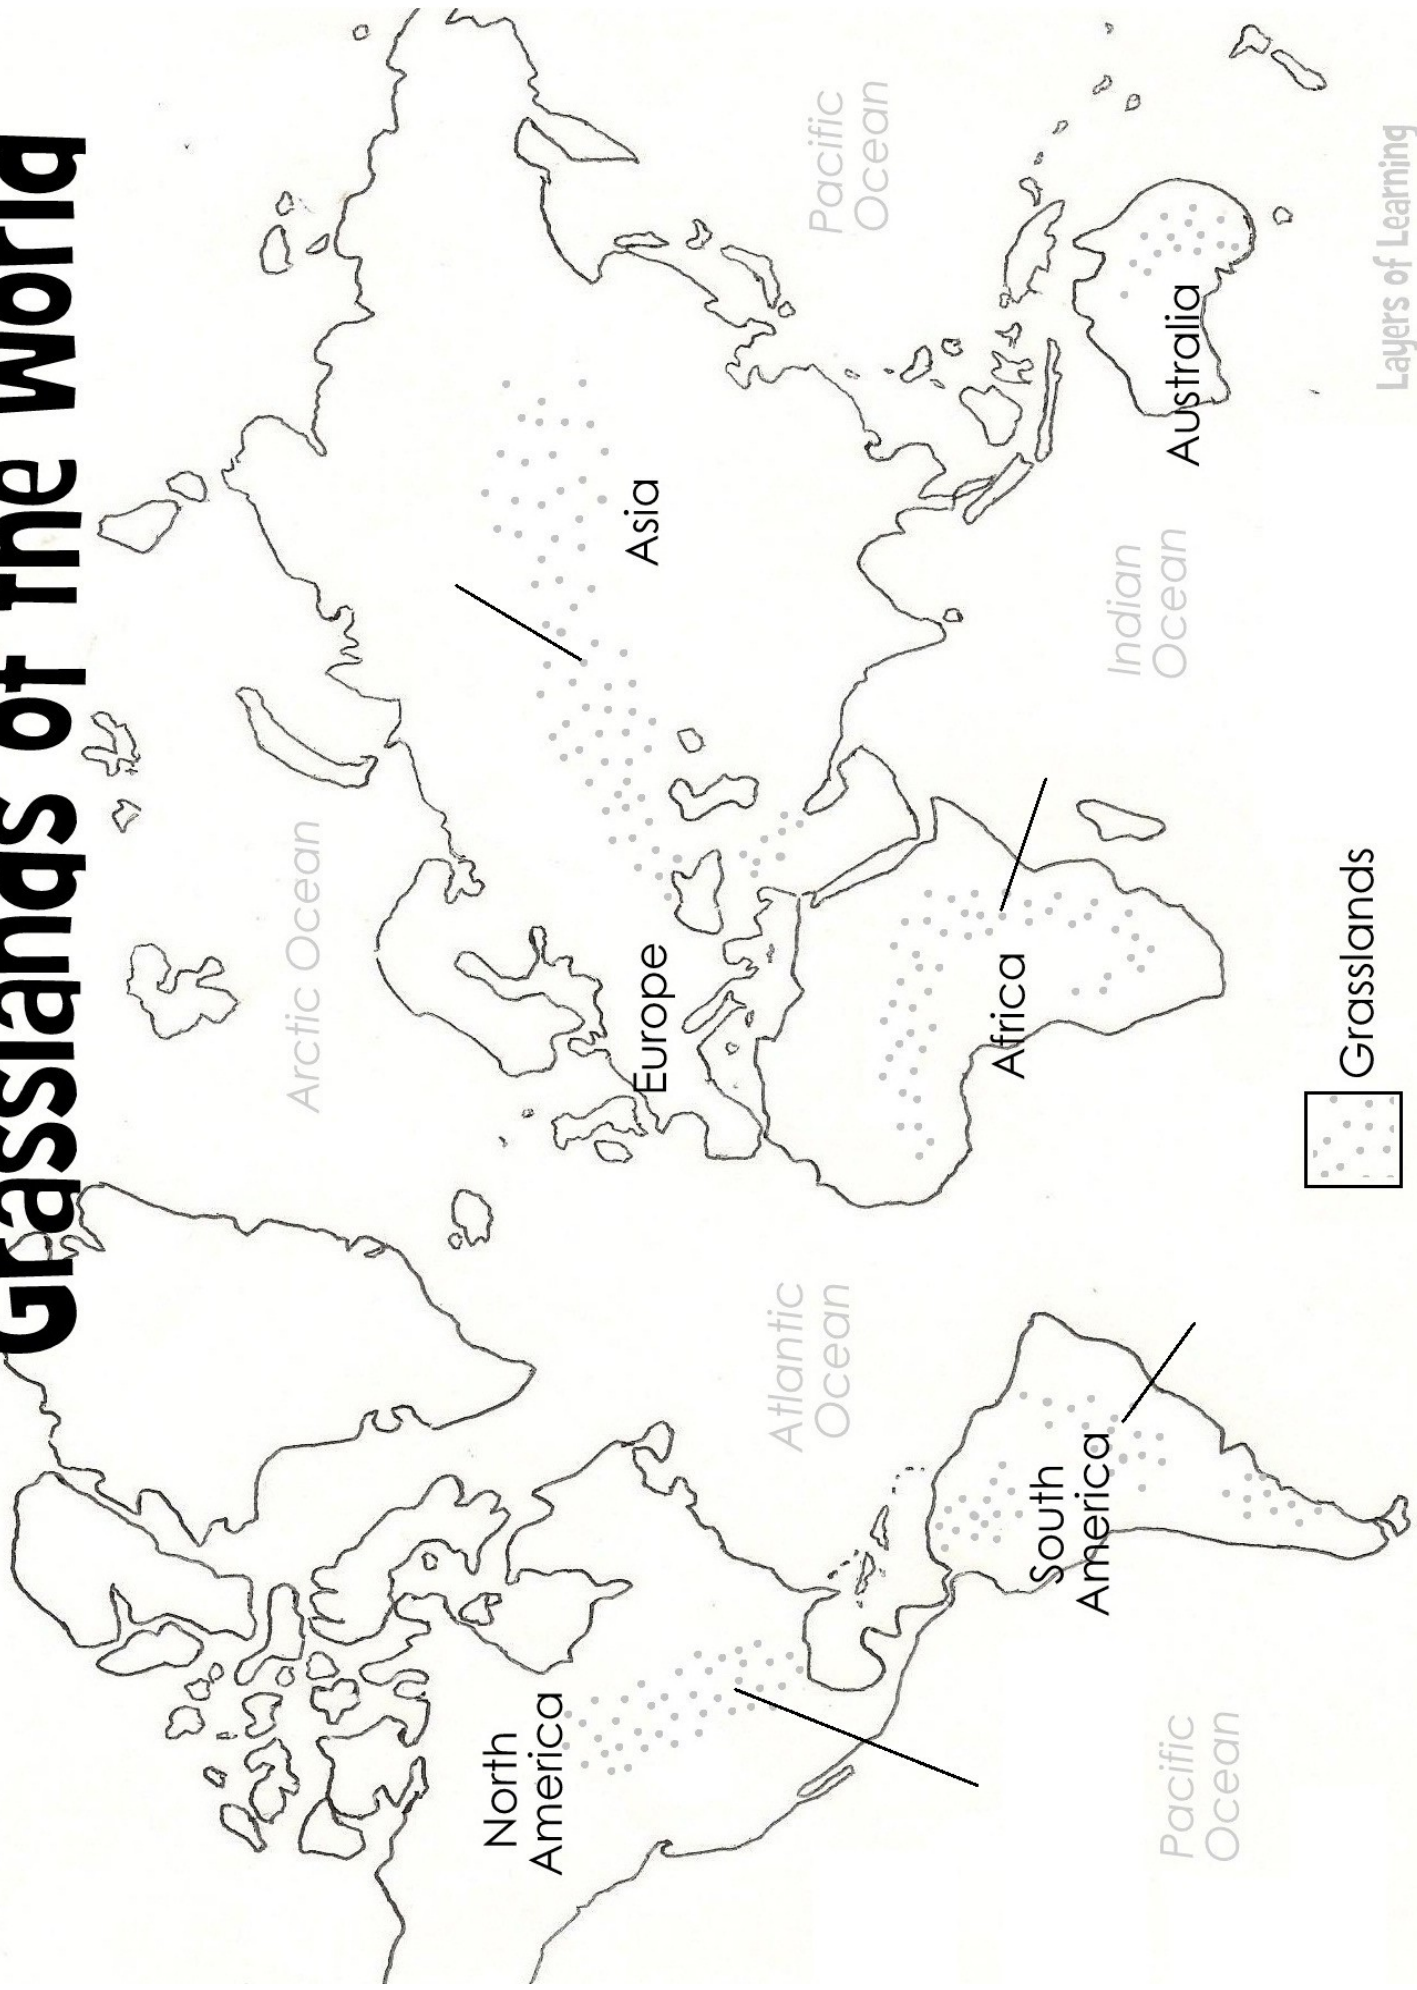 Grasslands of the World
Arctic Ocean
North
America
Europe
Asia
Atlantic
Ocean
Pacific
Ocean
Africa
South
America
Indian
Ocean
Australia
Pacific
Ocean
Grasslands
Layers of Learning